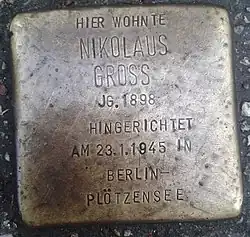 HIER WOHNTE
NIKOLAUS
GROSS
JG. 1898
HINGERICHTET
AM 23.1.1945 IN
BERLIN-
PLÖTZENSEE